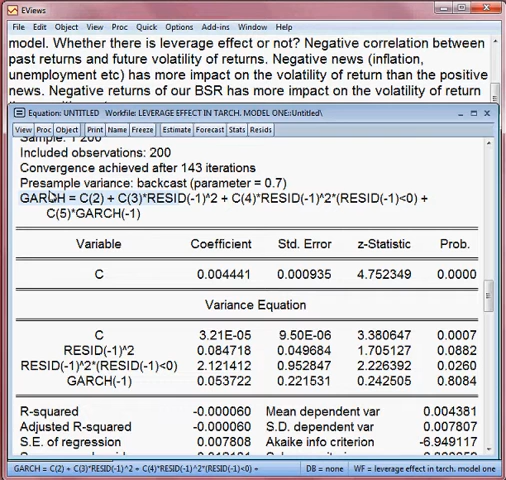 EViews
File Edit Object View Proc Quick Options Window Help
model. Whether there is leverage effect or not? Negative correlation between
past returns and future volatility of returns. Negative news (inflation,
unemployment etc) has more impact on the volatility of return than the positive
news. Negative returns of our BSR has more impact on volatility of return
Equation: UNTITLED Workfile: LEVERAGE EFFECT IN TARCH. MODEL ONE::Untitled\
View Proc Object Print Name Freeze Estimate Forecast Stats Resids
Sample: 1 200
Included observations: 200
Convergence achieved after 143 iterations
Presample variance: backcast (parameter = 0.7)
GARCH = C(2) + C(3)*RESID(-1)^2 + C(4)*RESID(-1)^2*(RESID(-1)<0) +
C(5)*GARCH(-1)
Variable Coefficient Std. Error z-Statistic Prob.
C 0.004441 0.000935 4.752349 0.0000
Variance Equation
C 3.21E-05 9.50E-06 3.380647 0.0007
RESID(-1)^2 0.084718 0.049684 1.705127 0.0882
RESID(-1)^2*(RESID(-1)<0) 2.121412 0.952847 2.226392 0.0260
GARCH(-1) 0.053722 0.221531 0.242505 0.8084
R-squared -0.000060 Mean dependent var 0.004381
Adjusted R-squared -0.000060 S.D. dependent var 0.007807
S.E. of regression 0.007808 Akaike info criterion -6.949117
GARCH = C(2) + C(3)*RESID(-1)^2 + C(4)*RESID(-1)^2*(RESID(-1)<0) + DB = none WF = leverage effect in tarch. model one